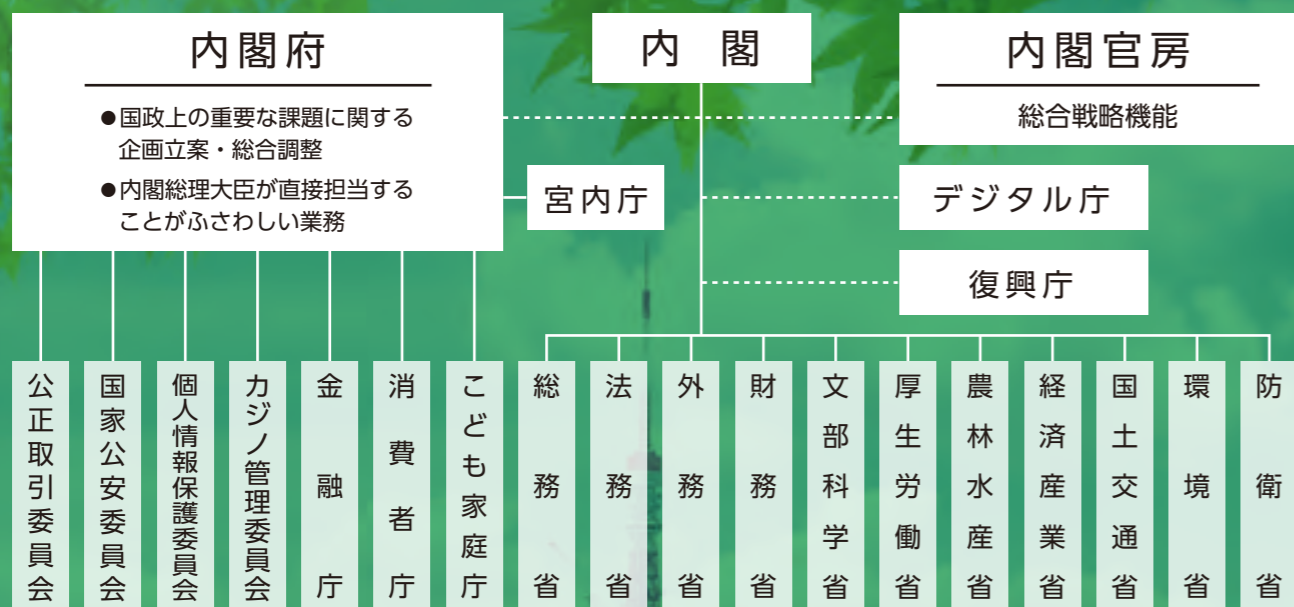 内閣府
●国政上の重要な課題に関する
企画立案・総合調整
●内閣総理大臣が直接担当する
ことがふさわしい業務
内 閣
内閣官房
総合戦略機能
宮内庁
デジタル庁
復興庁
公正取引委員会
国家公安委員会
個人情報保護委員会
カジノ管理委員会
金融庁
消費者庁
こども家庭庁
総務省
法務省
外務省
財務省
文部科学省
厚生労働省
農林水産省
経済産業省
国土交通省
環境省
防衛省